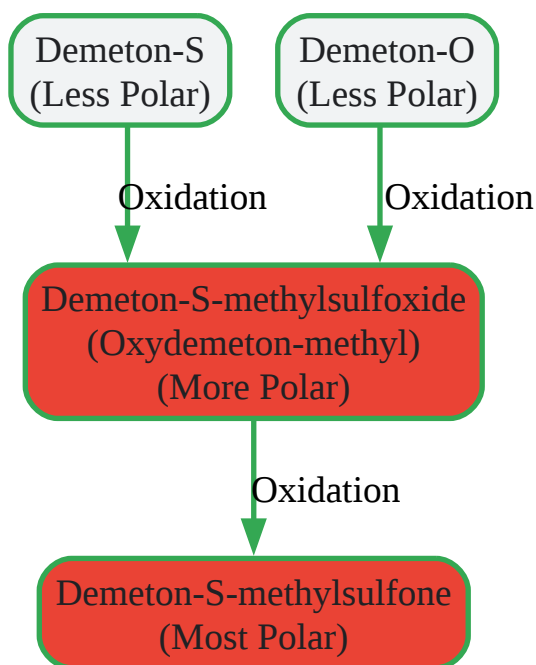 Demeton-S
(Less Polar)
Demeton-O
(Less Polar)
Oxidation
Oxidation
Demeton-S-methylsulfoxide
(Oxydemeton-methyl)
(More Polar)
Oxidation
Demeton-S-methylsulfone
(Most Polar)